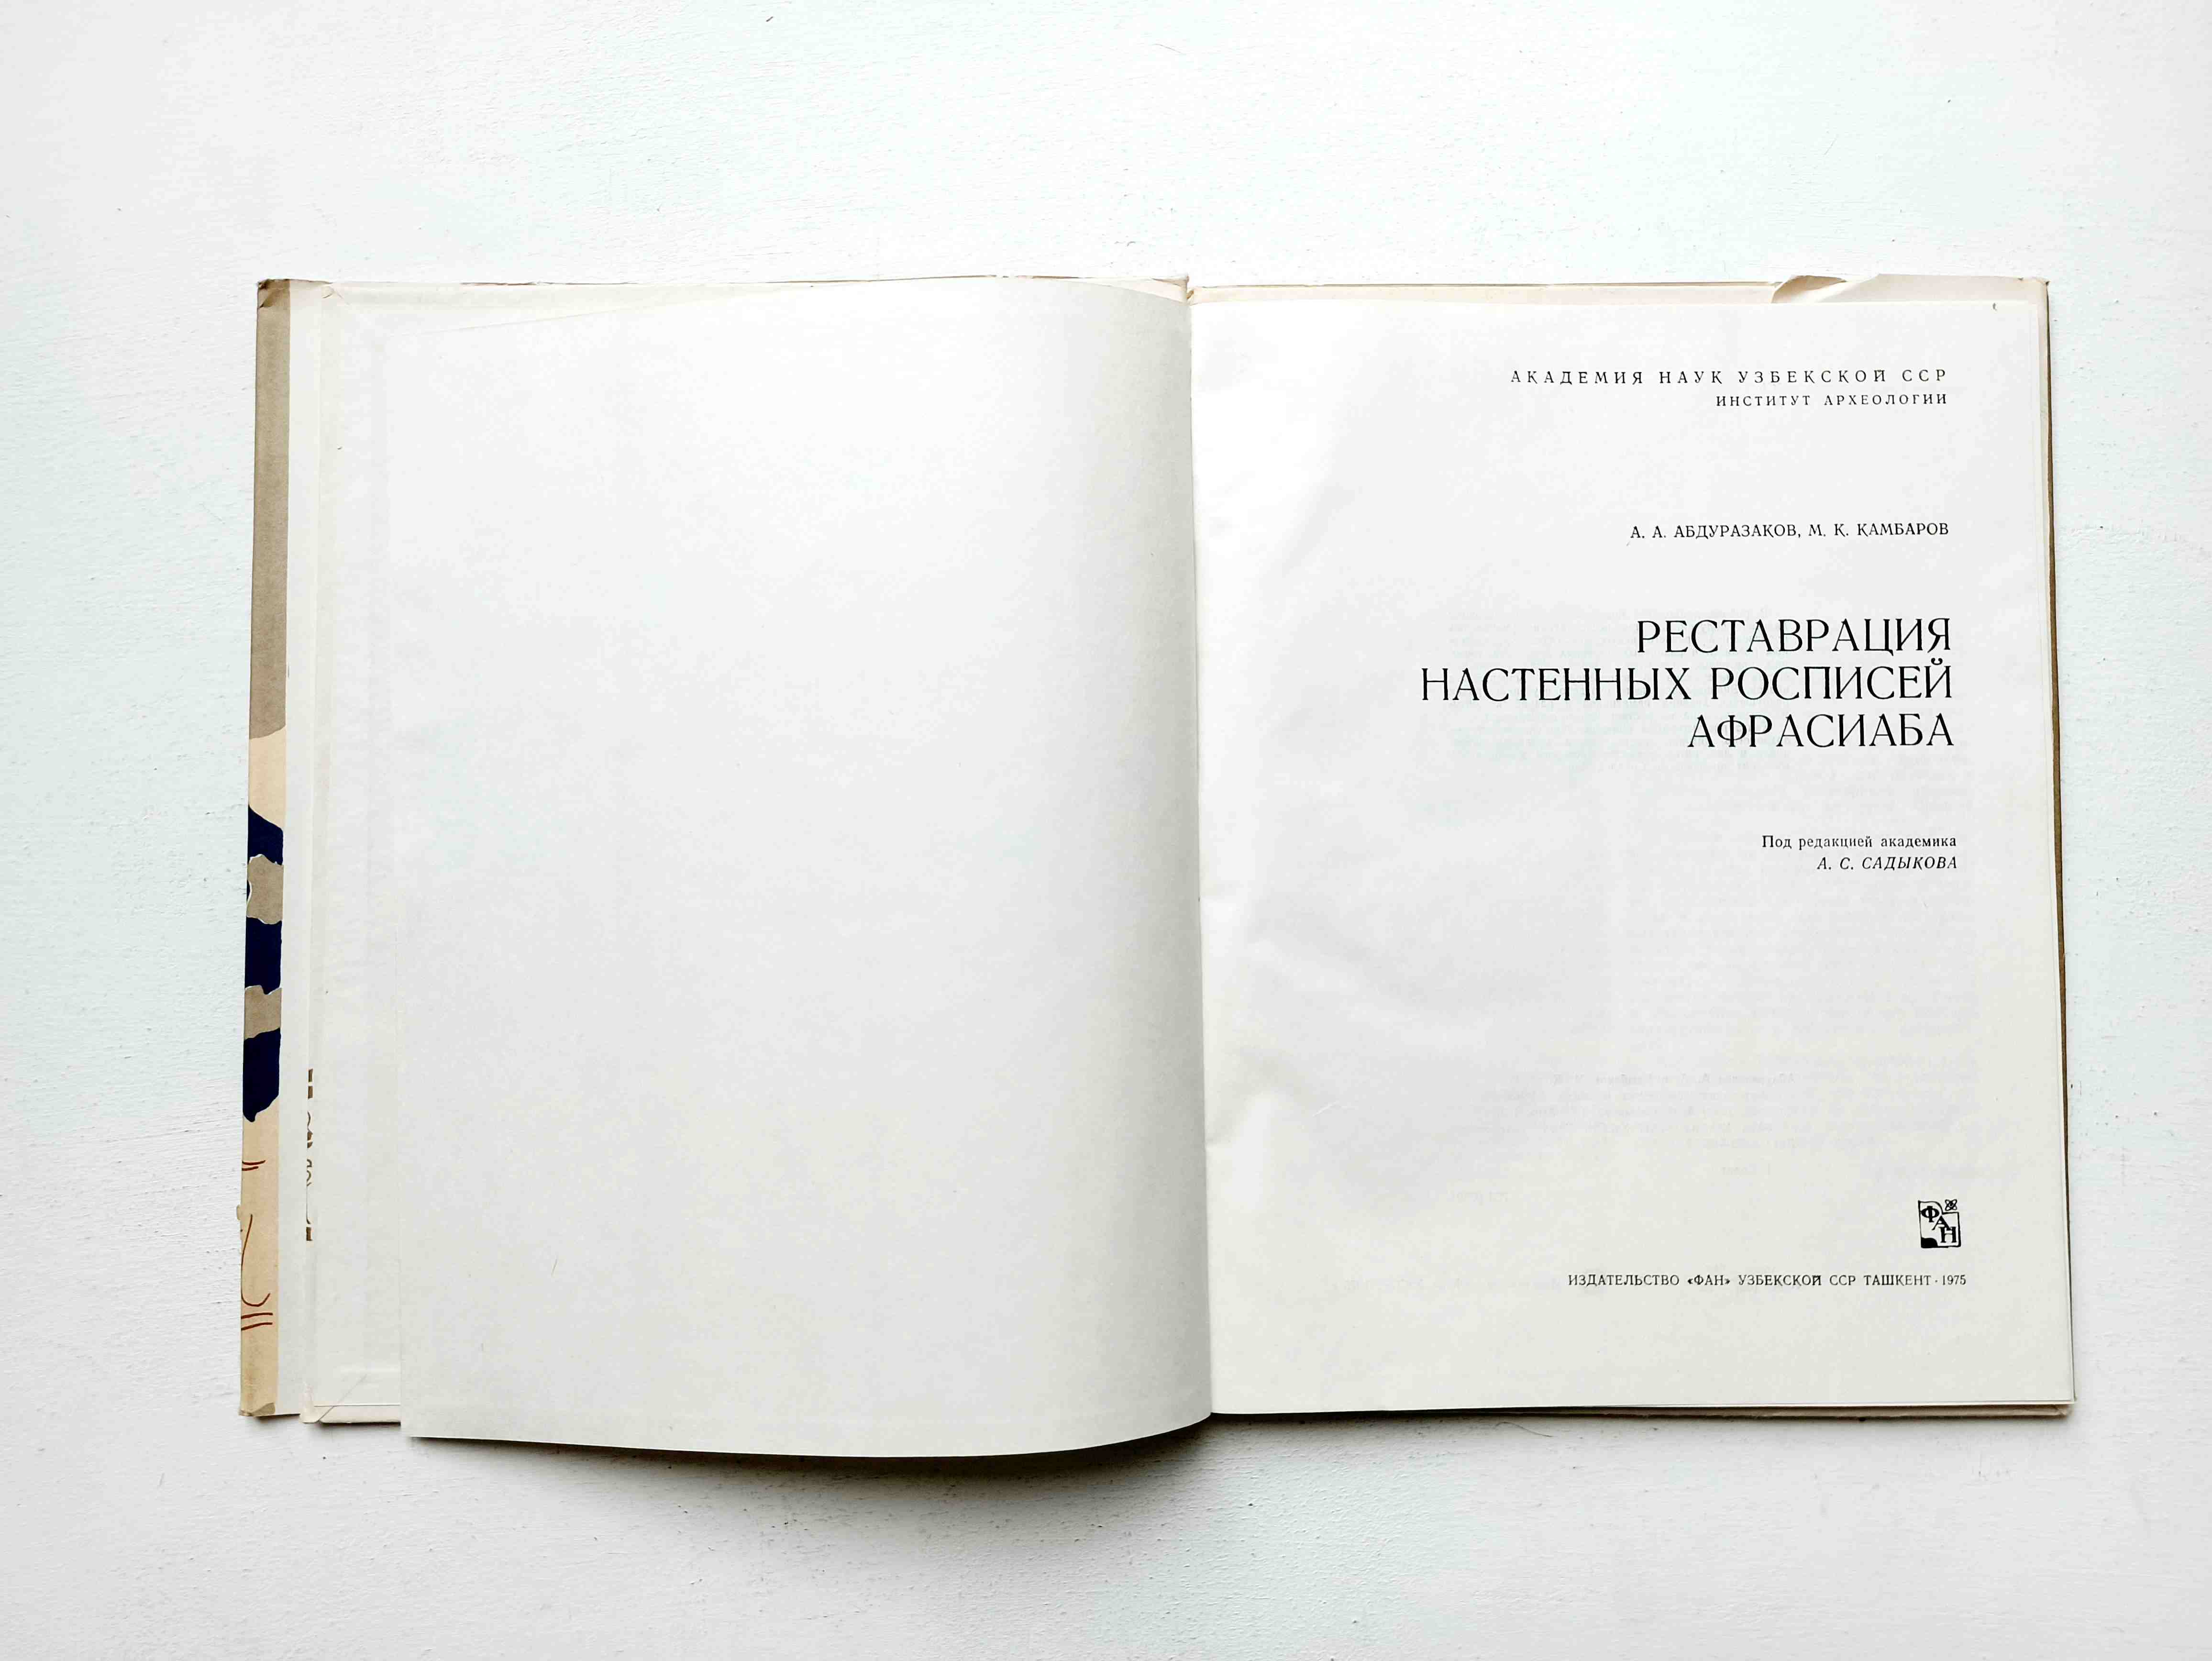 АКАДЕМИЯ НАУК УЗБЕКСКОЙ ССР
ИНСТИТУТ АРХЕОЛОГИИ
А. А. АБДУРАЗАКОВ, М. К. КАМБАРОВ
РЕСТАВРАЦИЯ
НАСТЕННЫХ РОСПИСЕЙ
АФРАСИАБА
Под редакцией академика
А. С. САДЫКОВА
ФАН
ИЗДАТЕЛЬСТВО «ФАН» УЗБЕКСКОЙ ССР ТАШКЕНТ · 1975